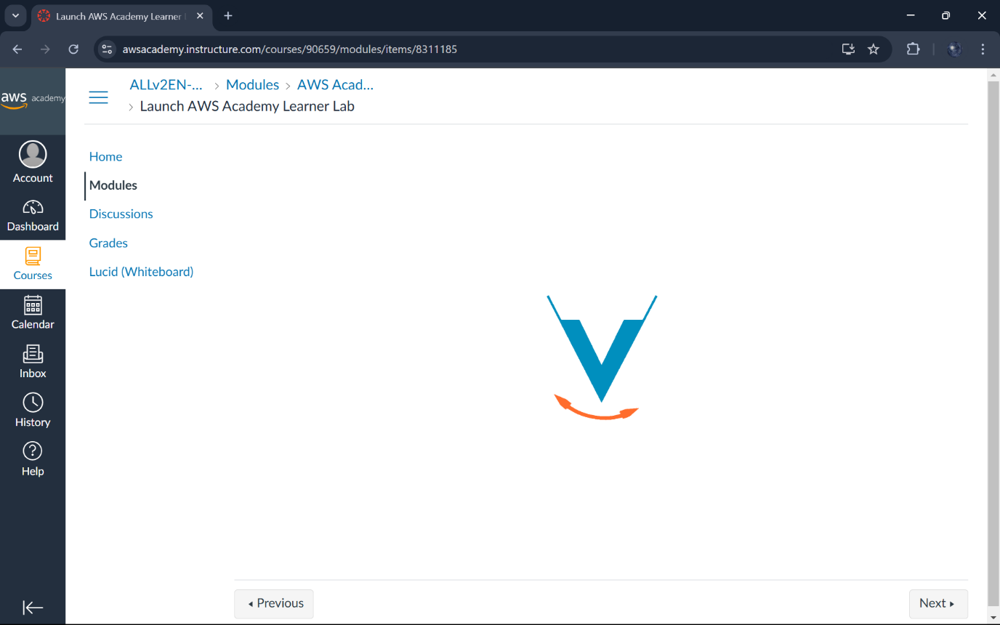 Launch AWS Academy Learner
awsacademy.instructure.com/courses/90659/modules/items/8311185
aws academy
ALLv2EN-... > Modules > AWS Acad...
> Launch AWS Academy Learner Lab
Account
Dashboard
Courses
Calendar
Inbox
History
Help
Home
Modules
Discussions
Grades
Lucid (Whiteboard)
V
Previous
Next